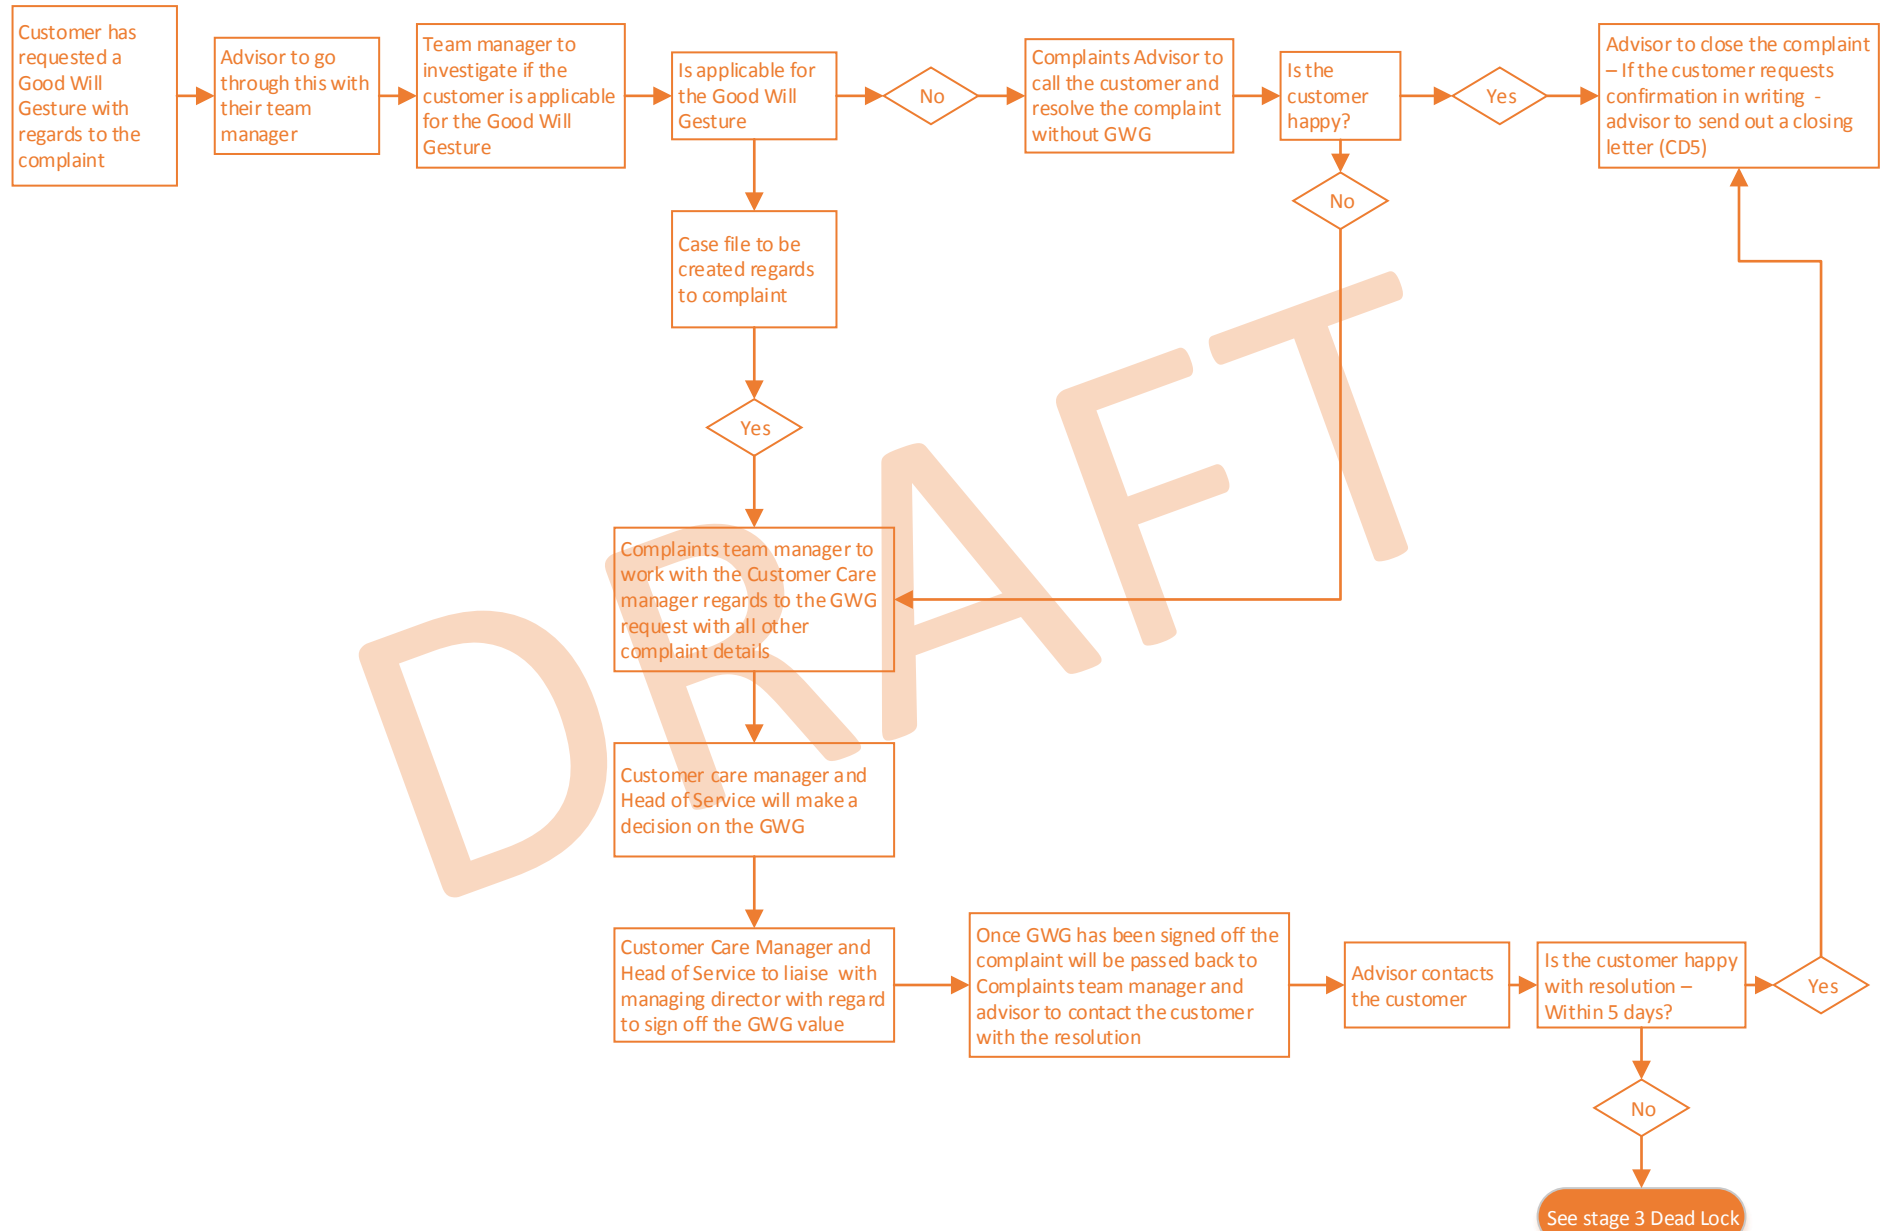 Customer has
requested a
Good Will
Gesture with
regards to the
complaint
Advisor to go
through this with
their team
manager
Team manager to
investigate if the
customer is applicable
for the Good Will
Gesture
Is applicable for
the Good Will
Gesture
No
Complaints Advisor to
call the customer and
resolve the complaint
without GWG
Is the
customer
happy?
Yes
Advisor to close the complaint
– If the customer requests
confirmation in writing -
advisor to send out a closing
letter (CD5)
No
Case file to be
created regards
to complaint
Yes
DRAFT
Complaints team manager to
work with the Customer Care
manager regards to the GWG
request with all other
complaint details
Customer care manager and
Head of Service will make a
decision on the GWG
Customer Care Manager and
Head of Service to liaise with
managing director with regard
to sign off the GWG value
Once GWG has been signed off the
complaint will be passed back to
Complaints team manager and
advisor to contact the customer
with the resolution
Advisor contacts
the customer
Is the customer happy
with resolution –
Within 5 days?
Yes
No
See stage 3 Dead Lock